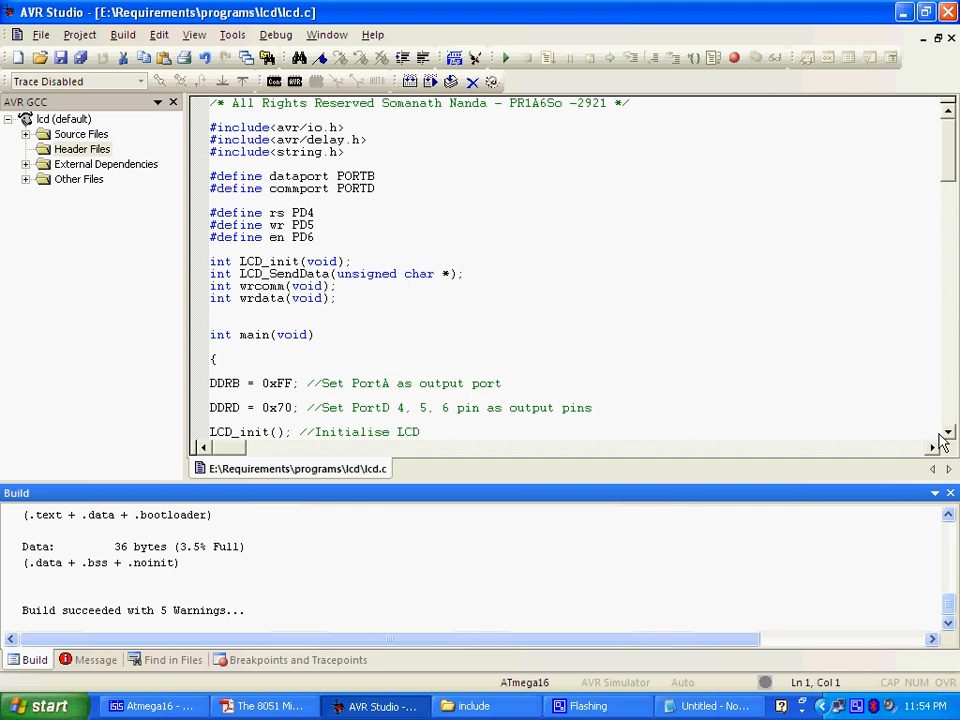 AVR Studio - [E:\Requirements\programs\lcd\lcd.c]
File Project Build Edit View Tools Debug Window Help
Trace Disabled
Con AVR AUTO
AVR GCC
lcd (default)
Source Files
Header Files
External Dependencies
Other Files
/* All Rights Reserved Somanath Nanda - PR1A6So -2921 */
#include<avr/io.h>
#include<avr/delay.h>
#include<string.h>
#define dataport PORTB
#define commport PORTD
#define rs PD4
#define wr PD5
#define en PD6
int LCD_init(void);
int LCD_SendData(unsigned char *);
int wrcomm(void);
int wrdata(void);
int main(void)
{
DDRB = 0xFF; //Set PortA as output port
DDRD = 0x70; //Set PortD 4, 5, 6 pin as output pins
LCD_init(); //Initialise LCD
E:\Requirements\programs\lcd\lcd.c
Build
(.text + .data + .bootloader)
Data: 36 bytes (3.5% Full)
(.data + .bss + .noinit)
Build succeeded with 5 Warnings...
Build Message Find in Files Breakpoints and Tracepoints
ATmega16 AVR Simulator Auto Ln 1, Col 1 CAP NUM OVR
start Atmega16 - ... The 8051 Mi... AVR Studio -... include Flashing Untitled - No... 11:54 PM